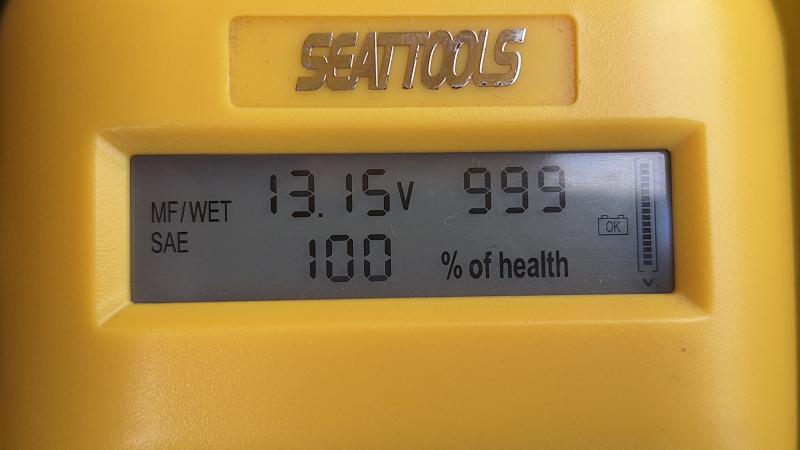 SEATTOOLS
MF/WET 13.15V 999
SAE
OK
100 % of health
V.